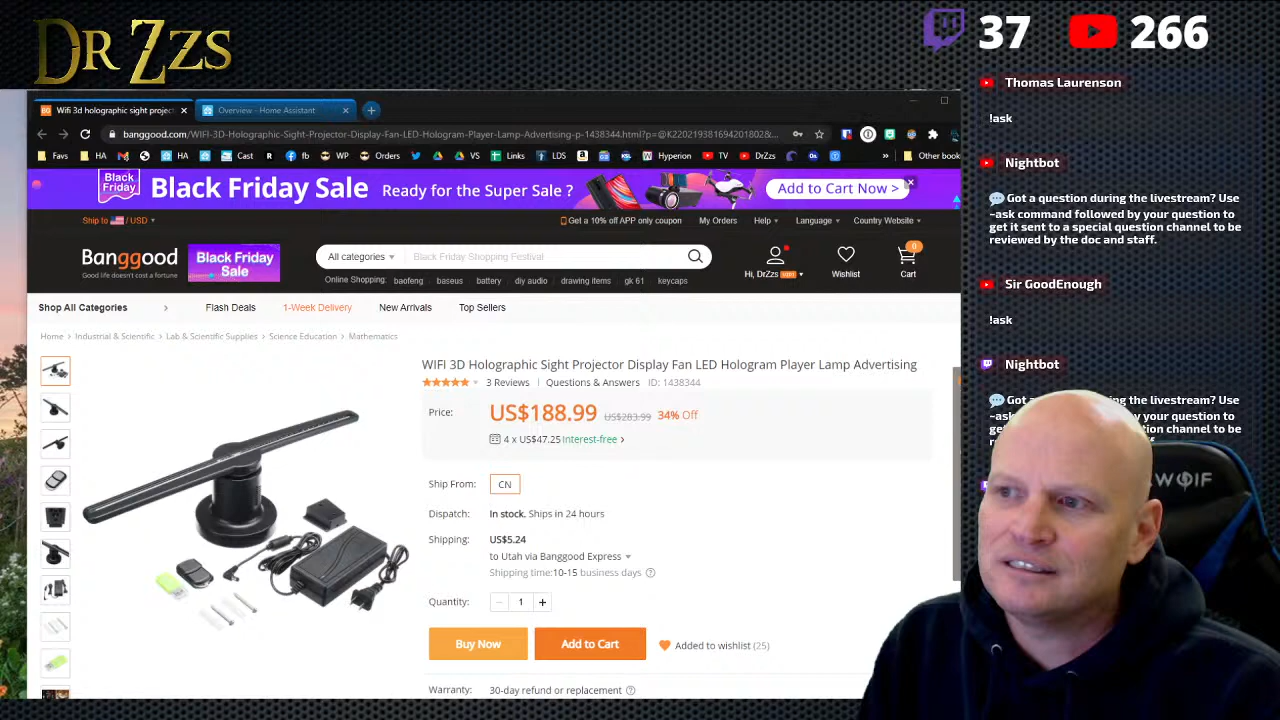 DR ZZS
37
266
Thomas Laurenson
!ask
Nightbot
Got a question during the livestream? Use
~ask command followed by your question to
get it sent to a special question channel to be
reviewed by the doc and staff.
Sir GoodEnough
!ask
Nightbot
Wifi 3d holographic sight project
Overview - Home Assistant
banggood.com/WIFI-3D-Holographic-Sight-Projector-Display-Fan-LED-Hologram-Player-Lamp-Advertising-p-1438344.html?p=@K2202193816942018O2&...
Favs
HA
HA
Cast
fb
WP
Orders
VS
Links
LDS
Hyperion
TV
DrZzs
Other book
Black Friday
Black Friday Sale
Ready for the Super Sale ?
Add to Cart Now >
Ship to / USD
Get a 10% off APP only coupon
My Orders
Help
Language
Country Website
Banggood
Good life doesn't cost a fortune
Black Friday
Sale
All categories
Black Friday Shopping Festival
Hi, DrZzs
Wishlist
0
Cart
Online Shopping:
baofeng
baseus
battery
diy audio
drawing items
gk 61
keycaps
Shop All Categories
Flash Deals
1-Week Delivery
New Arrivals
Top Sellers
Home > Industrial & Scientific > Lab & Scientific Supplies > Science Education > Mathematics
WIFI 3D Holographic Sight Projector Display Fan LED Hologram Player Lamp Advertising
3 Reviews
Questions & Answers
ID: 1438344
Price:
US$188.99 US$283.99 34% Off
4 x US$47.25 Interest-free >
Ship From:
CN
Dispatch:
In stock. Ships in 24 hours
Shipping:
US$5.24
to Utah via Banggood Express
Shipping time: 10-15 business days
Quantity:
1
Buy Now
Add to Cart
Added to wishlist (25)
Warranty:
30-day refund or replacement
EWOIF